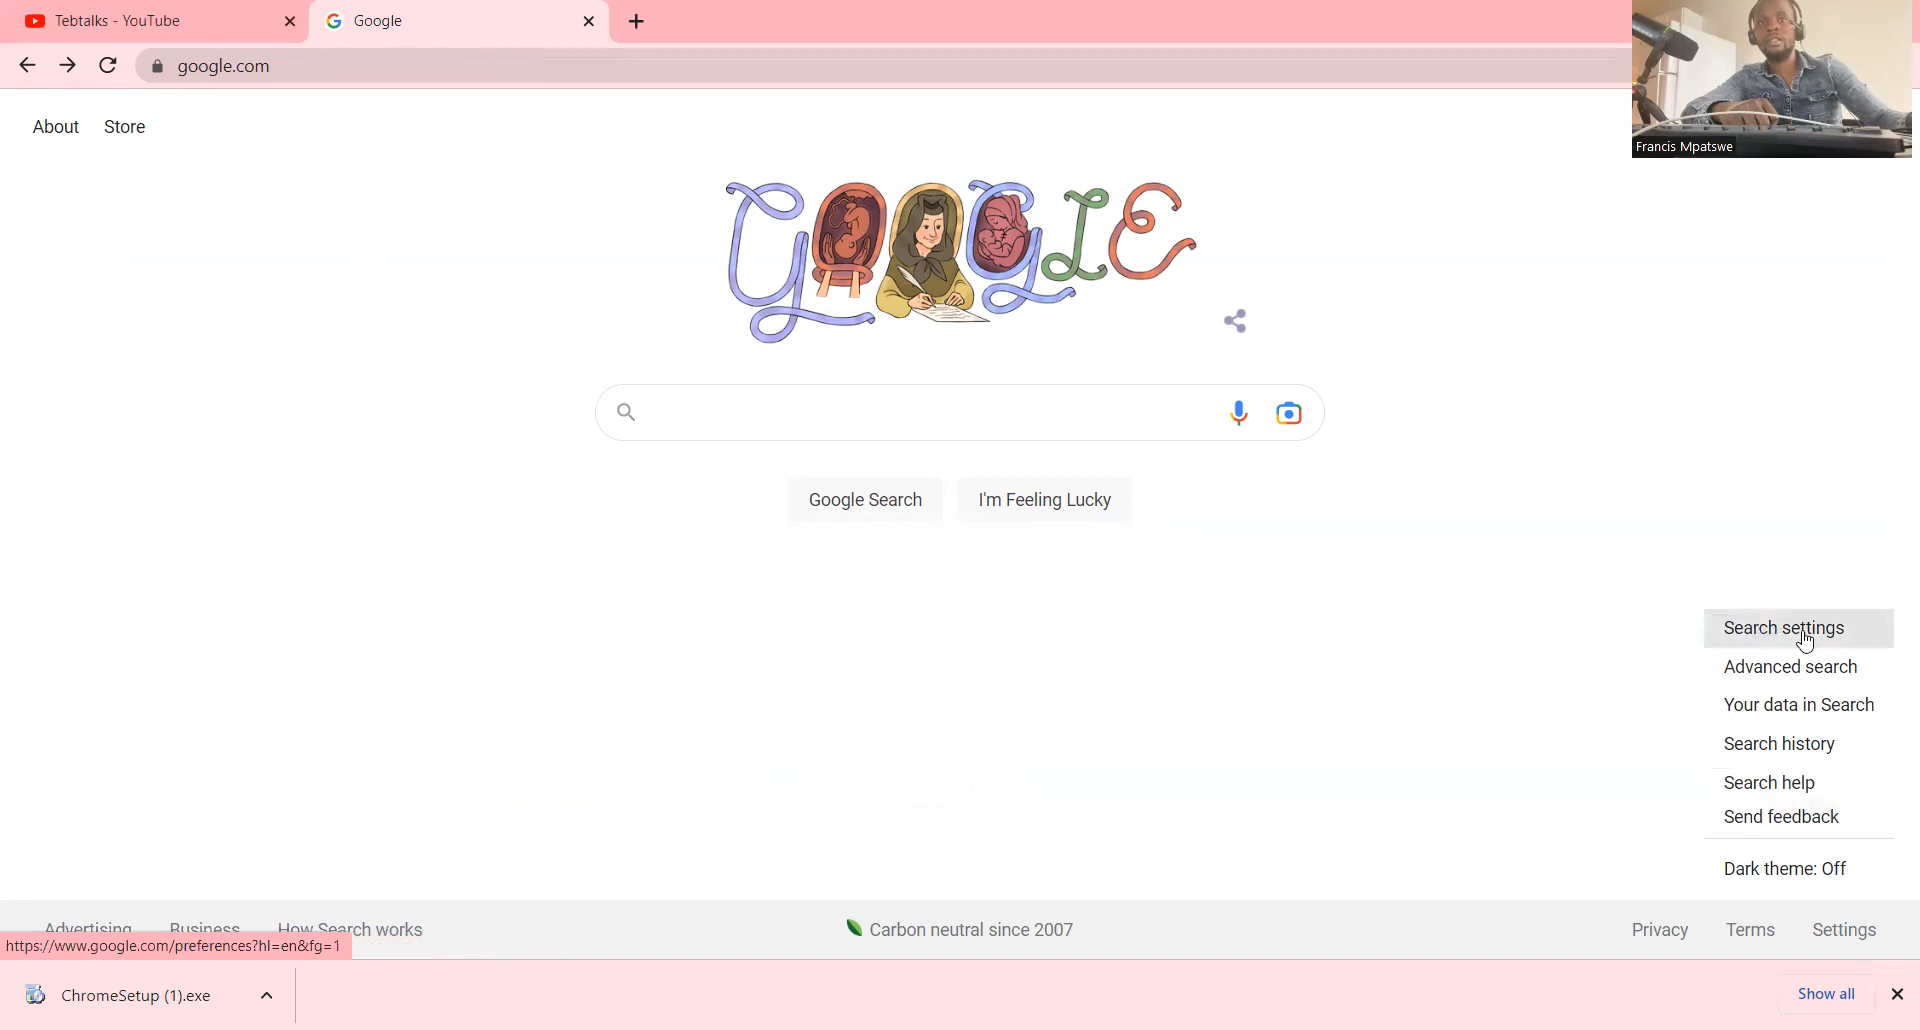 Tebtalks - YouTube
Google
google.com
Francis Mpatswe
About
Store
GOOGLE
Google Search
I'm Feeling Lucky
Search settings
Advanced search
Your data in Search
Search history
Search help
Send feedback
Dark theme: Off
Advertising
Business
How Search works
Carbon neutral since 2007
Privacy
Terms
Settings
https://www.google.com/preferences?hl=en&fg=1
ChromeSetup (1).exe
Show all